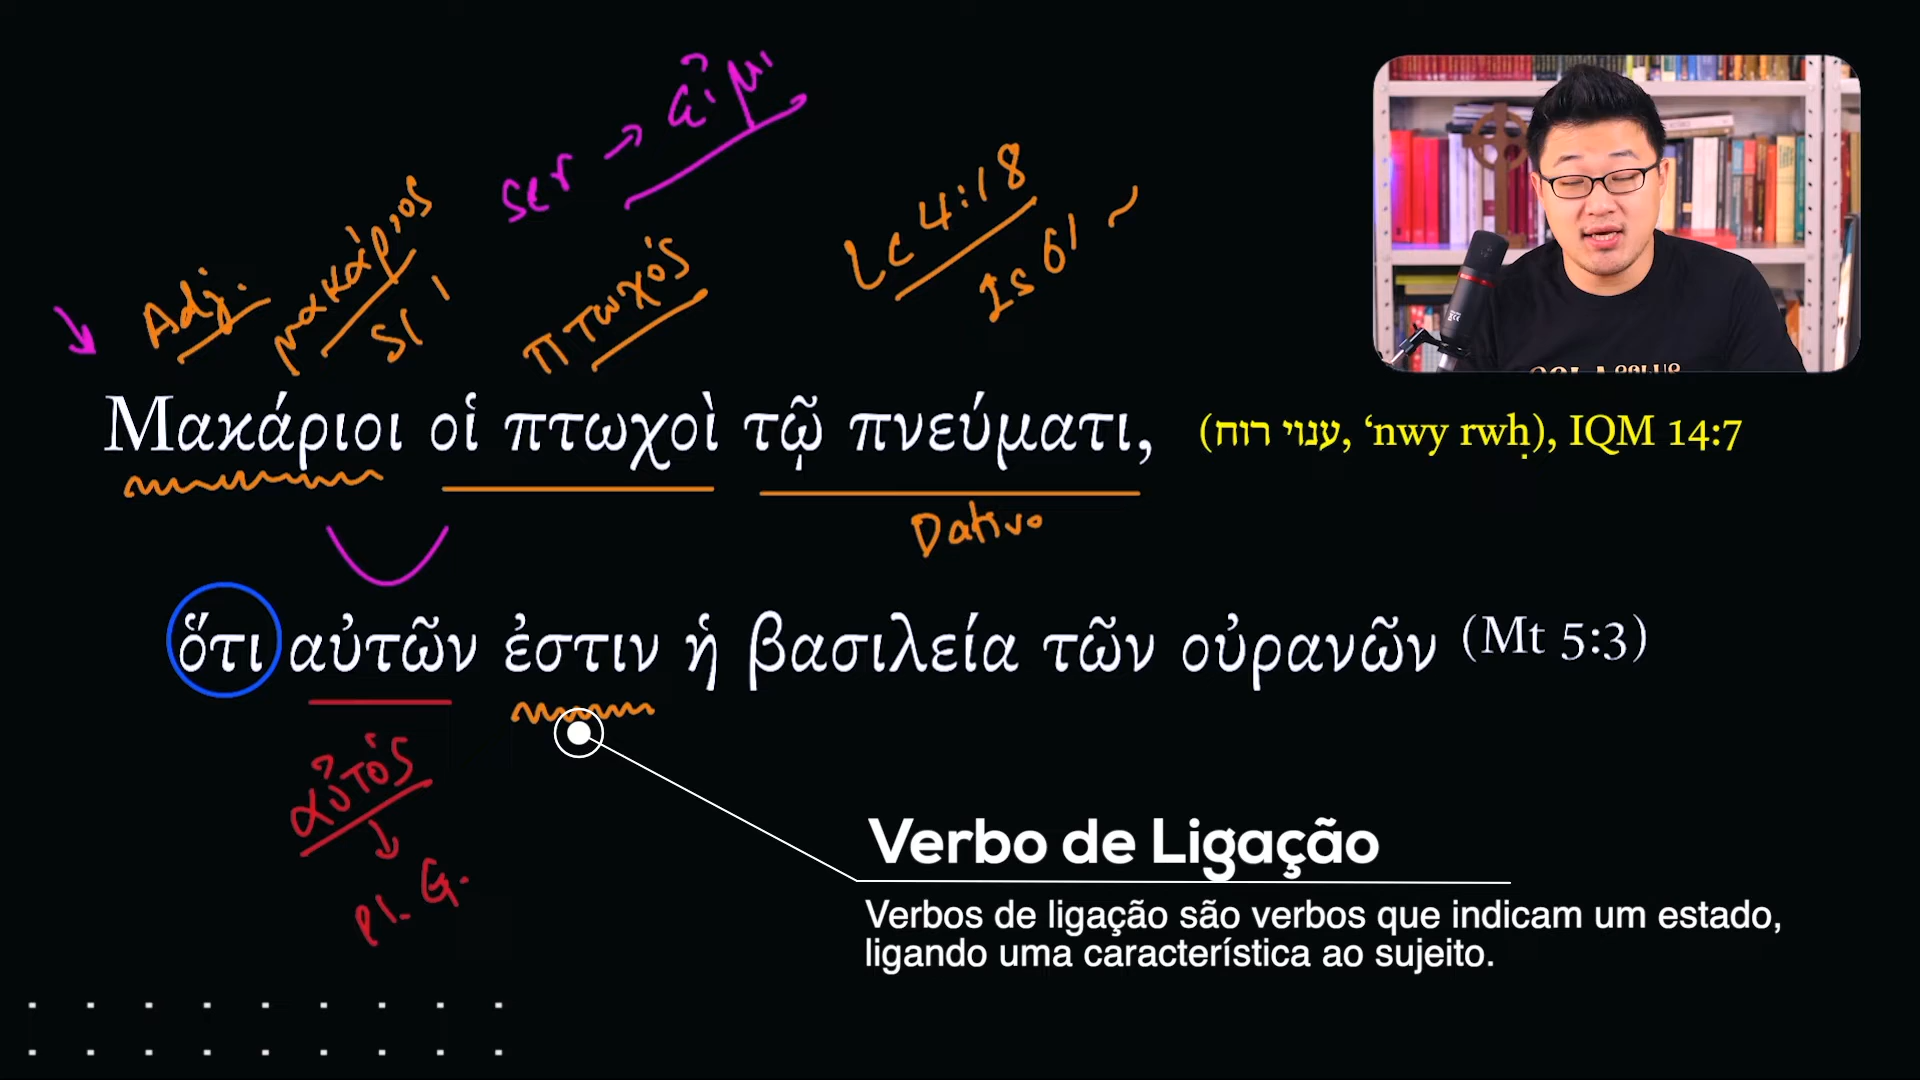 ser → εἰμί
Lc 4:18
Is 61
Adj.
μακάριος
Sl 1
πτωχός
Μακάριοι οἱ πτωχοὶ τῷ πνεύματι, (ענוי רוח, ‘nwy rwḥ), IQM 14:7
Dativo
ὅτι αὐτῶν ἐστιν ἡ βασιλεία τῶν οὐρανῶν (Mt 5:3)
αὐτός
pl. G.
Verbo de Ligação
Verbos de ligação são verbos que indicam um estado,
ligando uma característica ao sujeito.